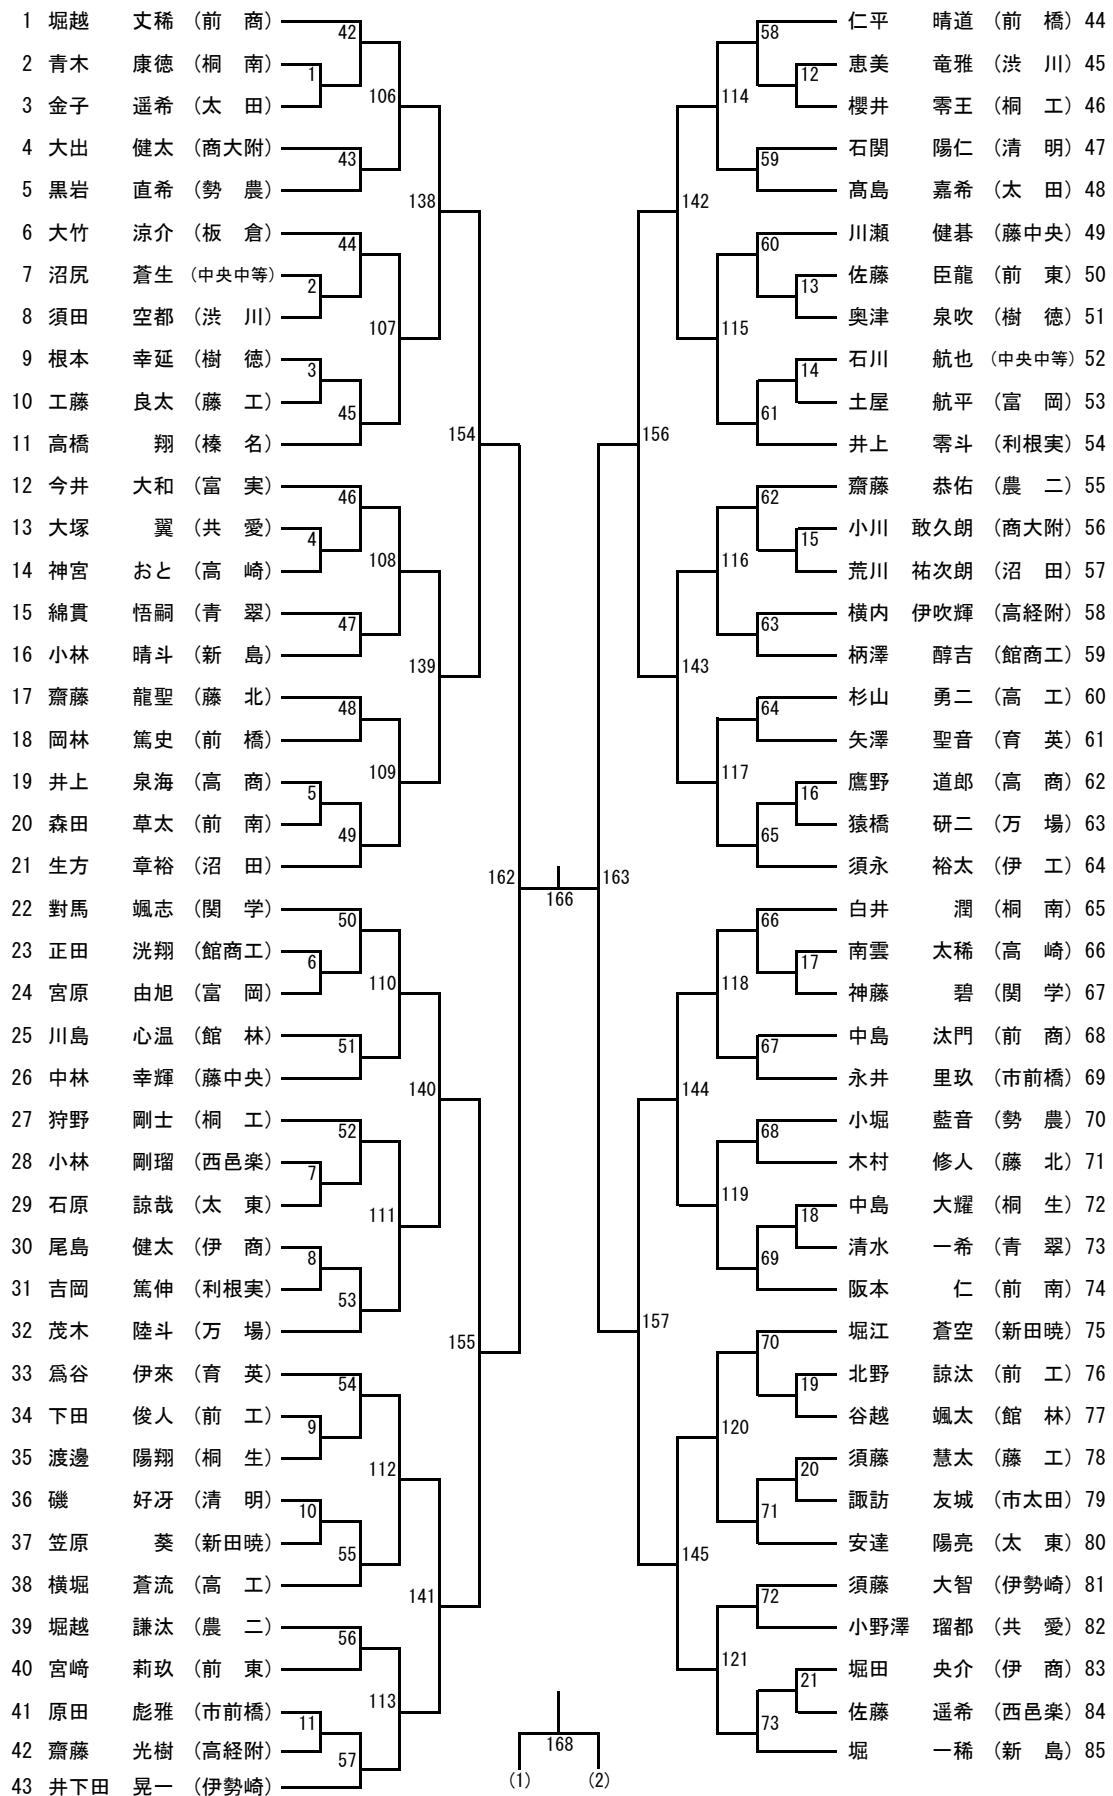 1 堀越 丈稀 （前 商）
2 青木 康徳 （桐 南）
3 金子 遥希 （太 田）
4 大出 健太 （商大附）
5 黒岩 直希 （勢 農）
6 大竹 涼介 （板 倉）
7 沼尻 蒼生 （中央中等）
8 須田 空都 （渋 川）
9 根本 幸延 （樹 徳）
10 工藤 良太 （藤 工）
11 高橋 翔 （榛 名）
12 今井 大和 （富 実）
13 大塚 翼 （共 愛）
14 神宮 おと （高 崎）
15 綿貫 悟嗣 （青 翠）
16 小林 晴斗 （新 島）
17 齋藤 龍聖 （藤 北）
18 岡林 篤史 （前 橋）
19 井上 泉海 （高 商）
20 森田 草太 （前 南）
21 生方 章裕 （沼 田）
22 對馬 颯志 （関 学）
23 正田 洸翔 （館商工）
24 宮原 由旭 （富 岡）
25 川島 心温 （館 林）
26 中林 幸輝 （藤中央）
27 狩野 剛士 （桐 工）
28 小林 剛瑠 （西邑楽）
29 石原 諒哉 （太 東）
30 尾島 健太 （伊 商）
31 吉岡 篤伸 （利根実）
32 茂木 陸斗 （万 場）
33 爲谷 伊來 （育 英）
34 下田 俊人 （前 工）
35 渡邊 陽翔 （桐 生）
36 磯 好冴 （清 明）
37 笠原 葵 （新田暁）
38 横堀 蒼流 （高 工）
39 堀越 謙汰 （農 二）
40 宮﨑 莉玖 （前 東）
41 原田 彪雅 （市前橋）
42 齋藤 光樹 （高経附）
43 井下田 晃一 （伊勢崎）
1
2
3
4
5
6
7
8
9
10
11
42
43
44
45
46
47
48
49
50
51
52
53
54
55
56
57
106
107
108
109
110
111
112
113
138
139
140
141
154
155
162
166
163
168
(1) (2)
156
157
142
143
144
145
114
115
116
117
118
119
120
121
58
59
60
61
62
63
64
65
66
67
68
69
70
71
72
73
12
13
14
15
16
17
18
19
20
21
仁平 晴道 （前 橋） 44
恵美 竜雅 （渋 川） 45
櫻井 零王 （桐 工） 46
石関 陽仁 （清 明） 47
髙島 嘉希 （太 田） 48
川瀬 健碁 （藤中央） 49
佐藤 臣龍 （前 東） 50
奥津 泉吹 （樹 徳） 51
石川 航也 （中央中等） 52
土屋 航平 （富 岡） 53
井上 零斗 （利根実） 54
齋藤 恭佑 （農 二） 55
小川 敢久朗 （商大附） 56
荒川 祐次朗 （沼 田） 57
横内 伊吹輝 （高経附） 58
柄澤 醇吉 （館商工） 59
杉山 勇二 （高 工） 60
矢澤 聖音 （育 英） 61
鷹野 道郎 （高 商） 62
猿橋 研二 （万 場） 63
須永 裕太 （伊 工） 64
白井 潤 （桐 南） 65
南雲 太稀 （高 崎） 66
神藤 碧 （関 学） 67
中島 汰門 （前 商） 68
永井 里玖 （市前橋） 69
小堀 藍音 （勢 農） 70
木村 修人 （藤 北） 71
中島 大耀 （桐 生） 72
清水 一希 （青 翠） 73
阪本 仁 （前 南） 74
堀江 蒼空 （新田暁） 75
北野 諒汰 （前 工） 76
谷越 颯太 （館 林） 77
須藤 慧太 （藤 工） 78
諏訪 友城 （市太田） 79
安達 陽亮 （太 東） 80
須藤 大智 （伊勢崎） 81
小野澤 瑠都 （共 愛） 82
堀田 央介 （伊 商） 83
佐藤 遥希 （西邑楽） 84
堀 一稀 （新 島） 85